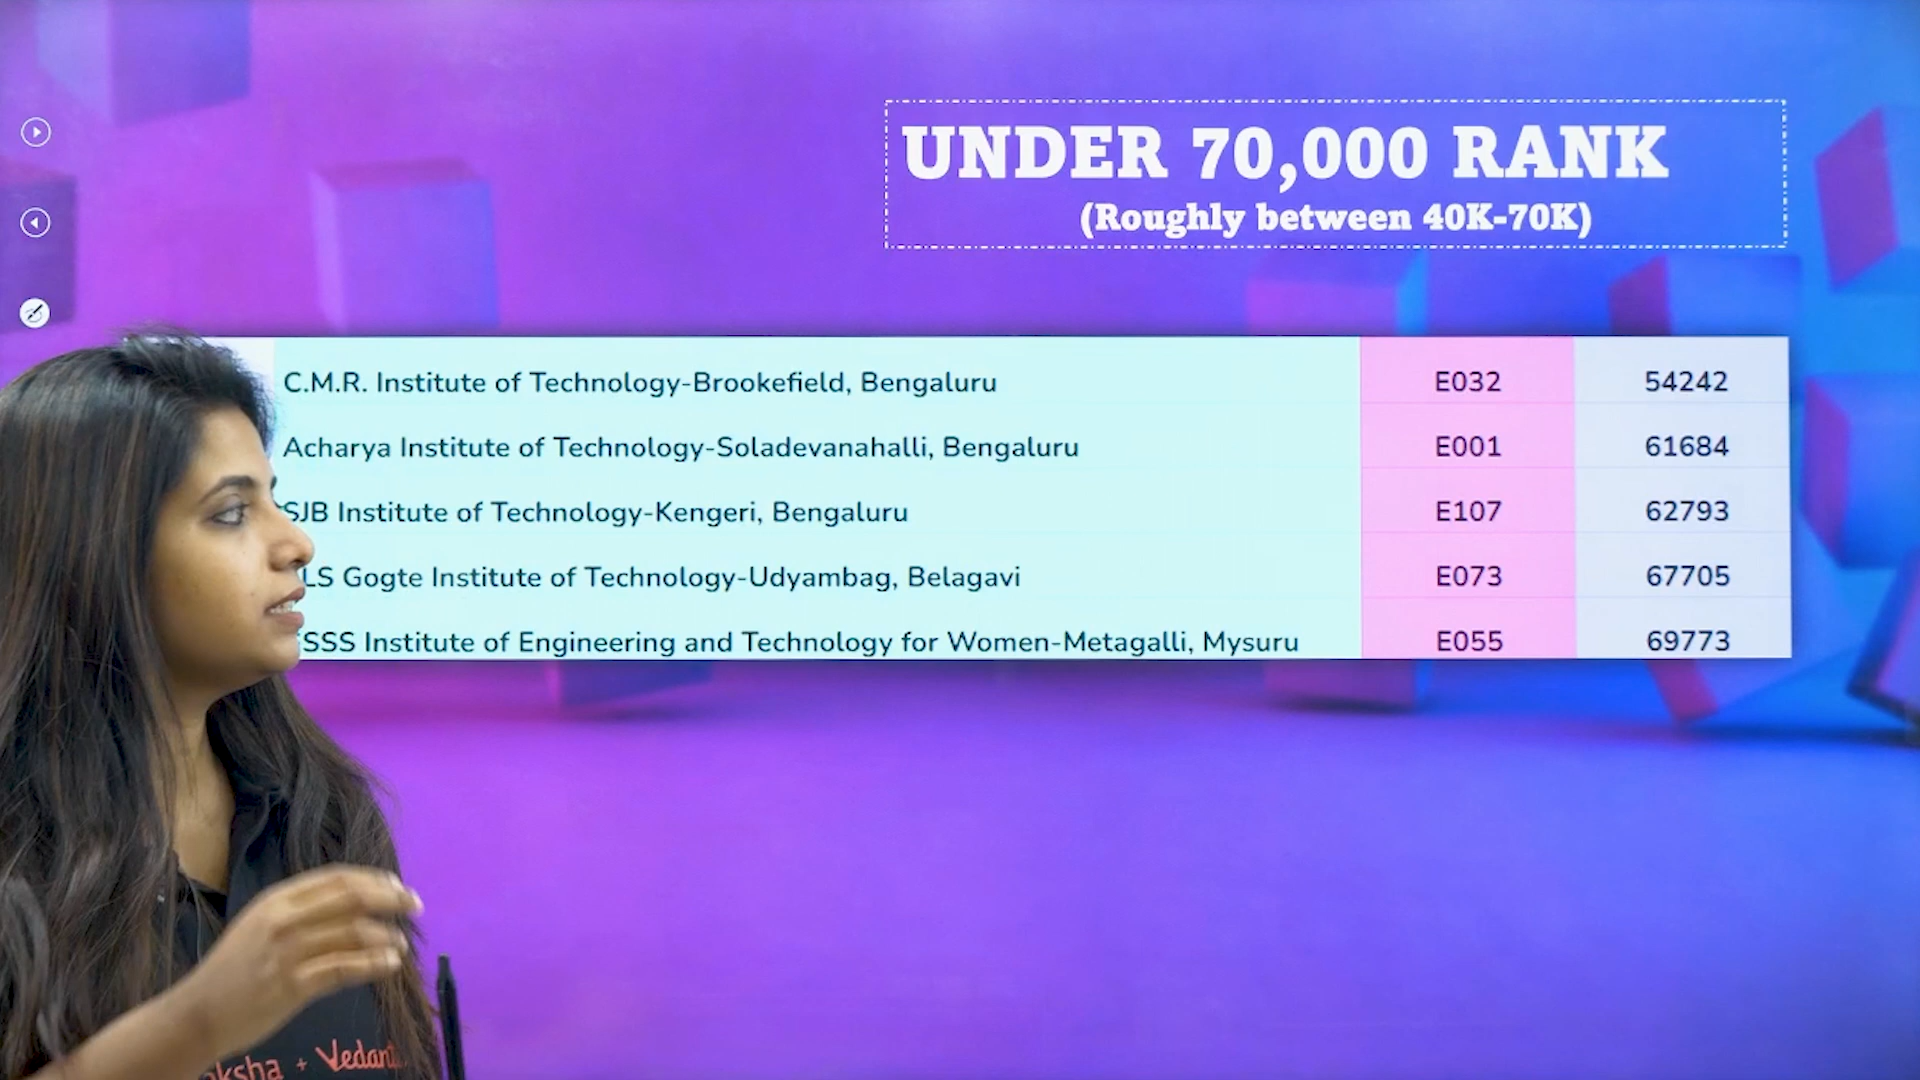 UNDER 70,000 RANK
(Roughly between 40K-70K)
C.M.R. Institute of Technology-Brookefield, Bengaluru E032 54242
Acharya Institute of Technology-Soladevanahalli, Bengaluru E001 61684
SJB Institute of Technology-Kengeri, Bengaluru E107 62793
LS Gogte Institute of Technology-Udyambag, Belagavi E073 67705
SSS Institute of Engineering and Technology for Women-Metagalli, Mysuru E055 69773
+